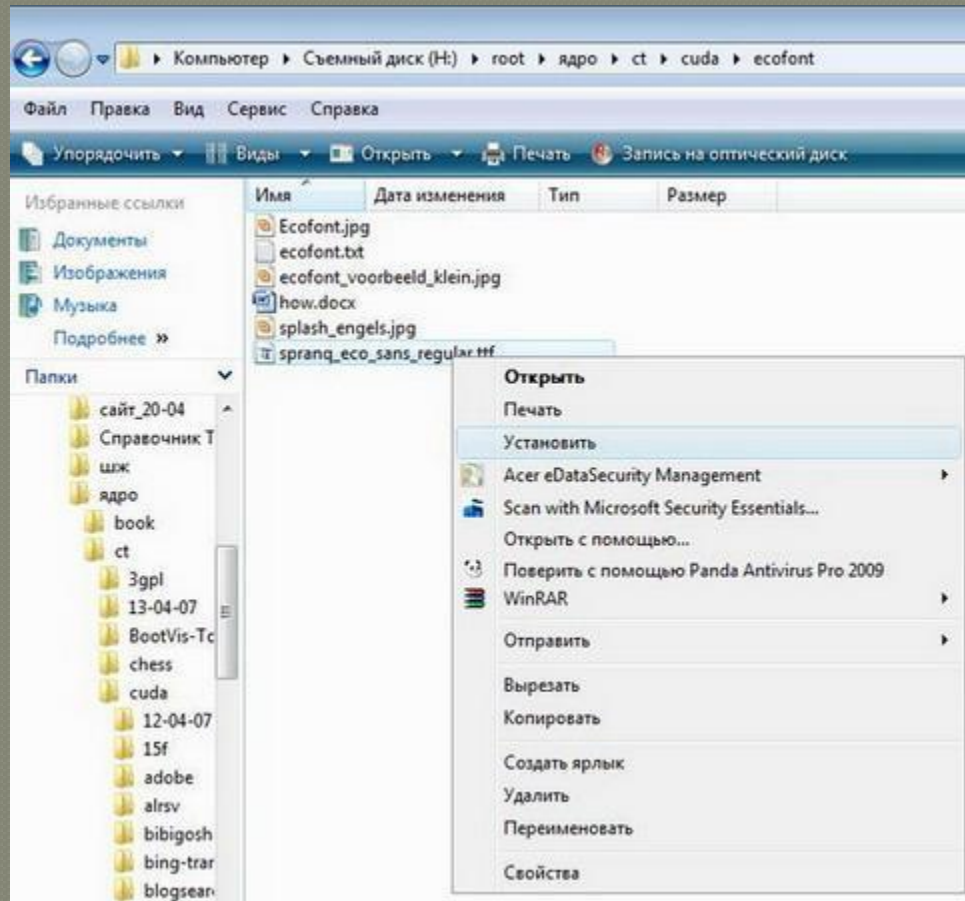 Компьютер ▸ Съемный диск (H:) ▸ root ▸ ядро ▸ ct ▸ cuda ▸ ecofont
Файл Правка Вид Сервис Справка
Упорядочить Виды Открыть Печать Запись на оптический диск
Избранные ссылки
Документы
Изображения
Музыка
Подробнее »
Папки
сайт_20-04
Справочник Т
шж
ядро
book
ct
3gpl
13-04-07
BootVis-Tc
chess
cuda
12-04-07
15f
adobe
alrsv
bibigosh
bing-trar
blogsear
Имя Дата изменения Тип Размер
Ecofont.jpg
ecofont.txt
ecofont_voorbeeld_klein.jpg
how.docx
splash_engels.jpg
spranq_eco_sans_regular.ttf
Открыть
Печать
Установить
Acer eDataSecurity Management
Scan with Microsoft Security Essentials...
Открыть с помощью...
Поверить с помощью Panda Antivirus Pro 2009
WinRAR
Отправить
Вырезать
Копировать
Создать ярлык
Удалить
Переименовать
Свойства